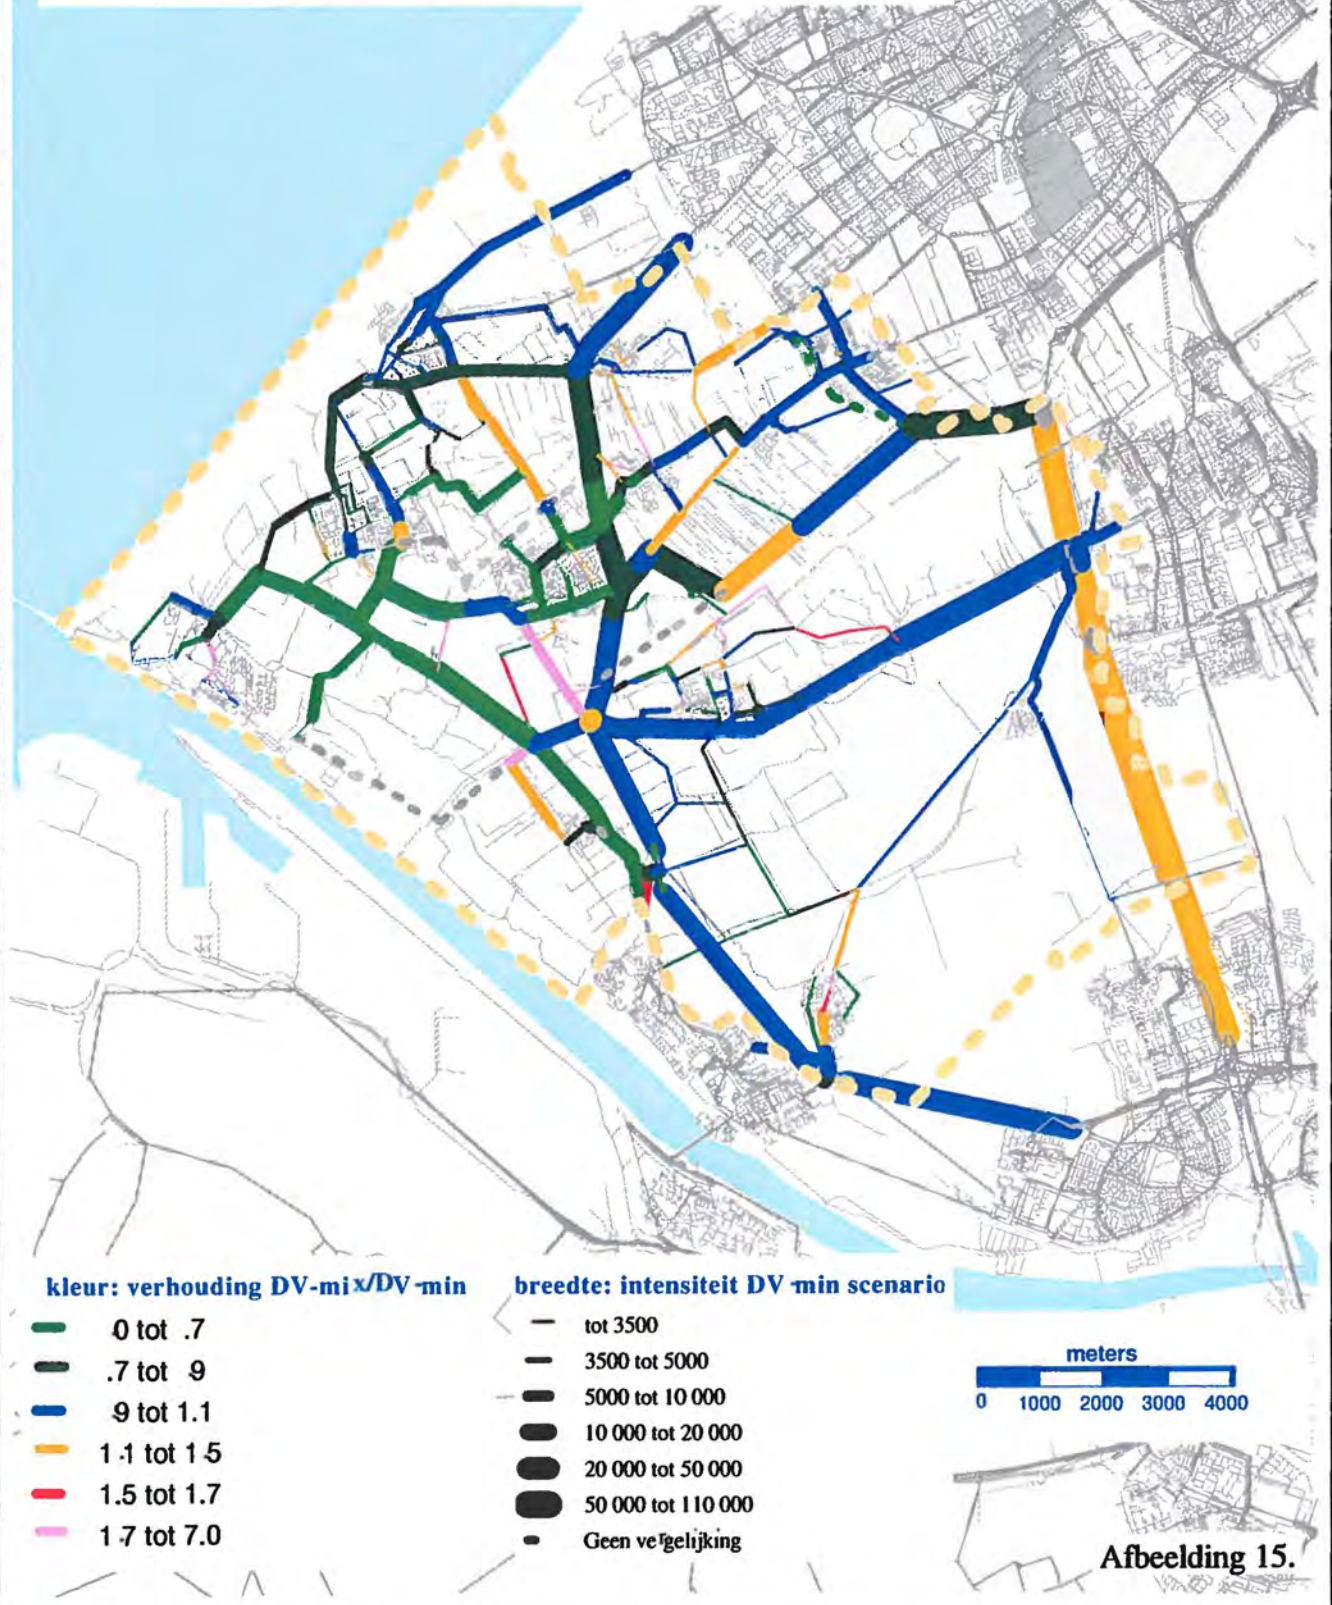 kleur: verhouding DV-mix/DV-min
0 tot .7
.7 tot .9
.9 tot 1.1
1.1 tot 1.5
1.5 tot 1.7
1.7 tot 7.0
breedte: intensiteit DV-min scenario
tot 3500
3500 tot 5000
5000 tot 10 000
10 000 tot 20 000
20 000 tot 50 000
50 000 tot 110 000
Geen vergelijking
meters
0 1000 2000 3000 4000
Afbeelding 15.